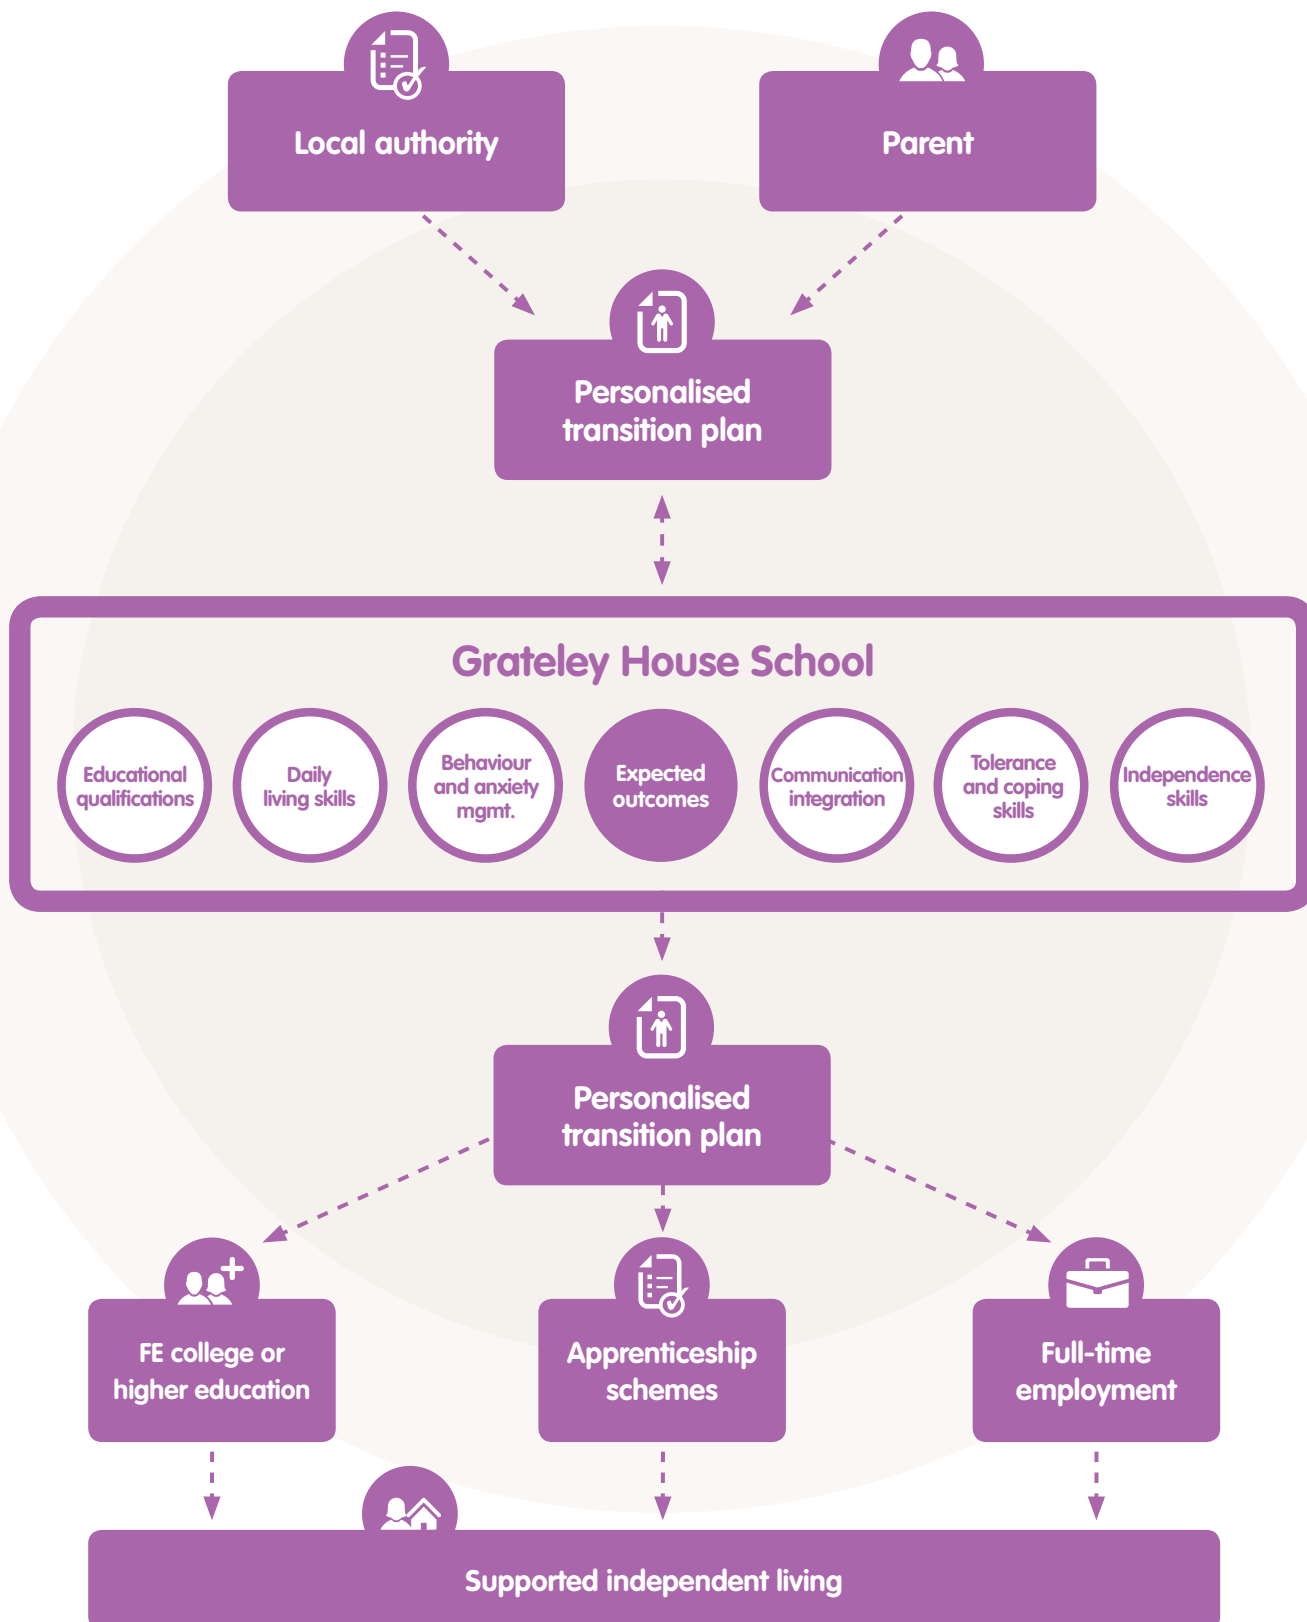 Local authority
Parent
Personalised
transition plan
Grateley House School
Educational
qualifications
Daily
living skills
Behaviour
and anxiety
mgmt.
Expected
outcomes
Communication
integration
Tolerance
and coping
skills
Independence
skills
Personalised
transition plan
FE college or
higher education
Apprenticeship
schemes
Full-time
employment
Supported independent living